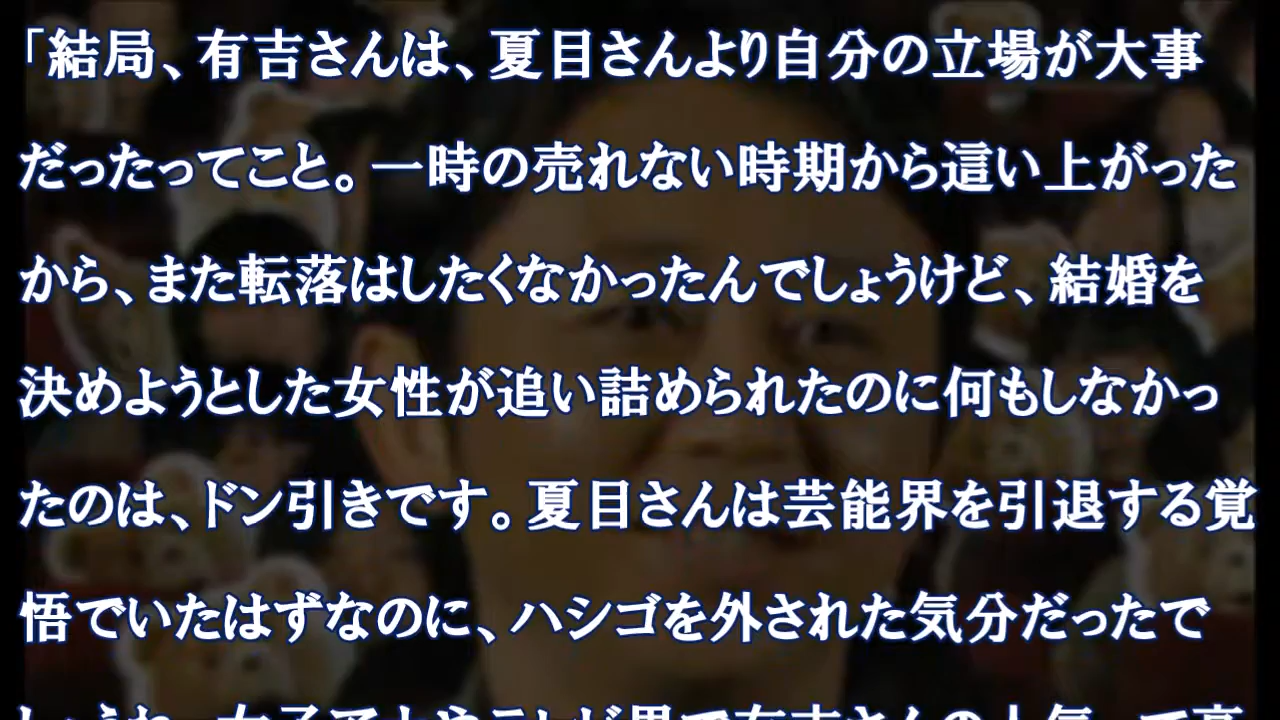 「結局、有吉さんは、夏目さんより自分の立場が大事
だったってこと。一時の売れない時期から這い上がった
から、また転落はしたくなかったんでしょうけど、結婚を
決めようとした女性が追い詰められたのに何もしなかっ
たのは、ドン引きです。夏目さんは芸能界を引退する覚
悟でいたはずなのに、ハシゴを外された気分だったで